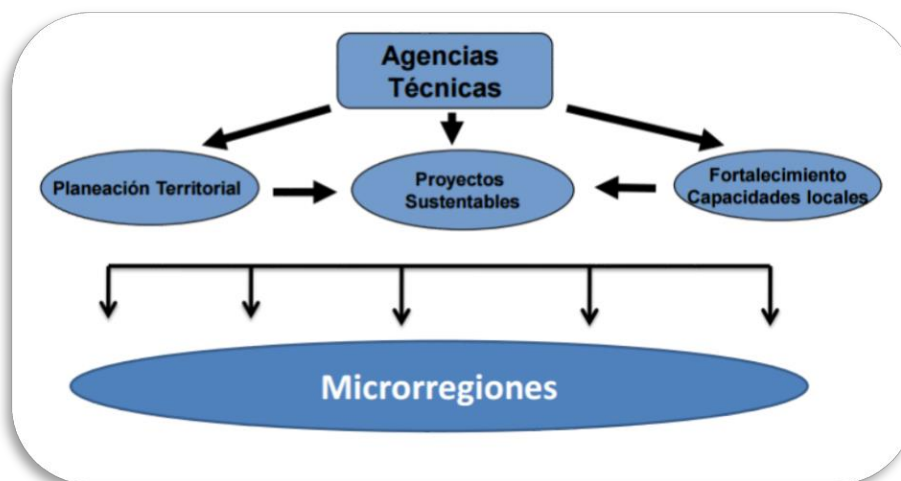 Agencias
Técnicas
Planeación Territorial
Proyectos
Sustentables
Fortalecimiento
Capacidades locales
Microrregiones